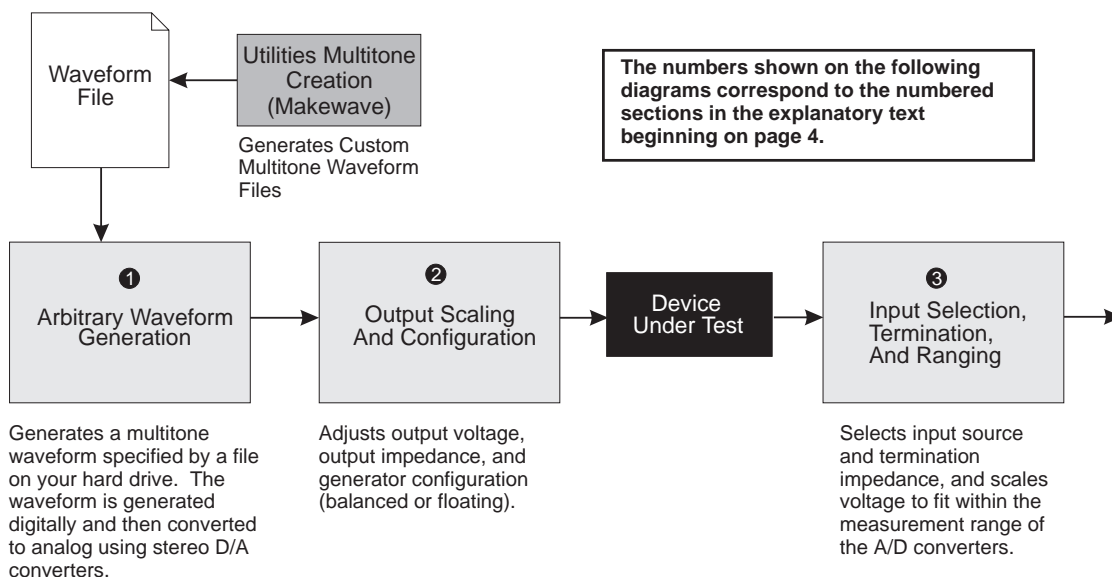 Waveform
File
Utilities Multitone
Creation
(Makewave)
Generates Custom
Multitone Waveform
Files
The numbers shown on the following
diagrams correspond to the numbered
sections in the explanatory text
beginning on page 4.
1
Arbitrary Waveform
Generation
2
Output Scaling
And Configuration
Device
Under Test
3
Input Selection,
Termination,
And Ranging
Generates a multitone
waveform specified by a file
on your hard drive. The
waveform is generated
digitally and then converted
to analog using stereo D/A
converters.
Adjusts output voltage,
output impedance, and
generator configuration
(balanced or floating).
Selects input source
and termination
impedance, and scales
voltage to fit within the
measurement range of
the A/D converters.